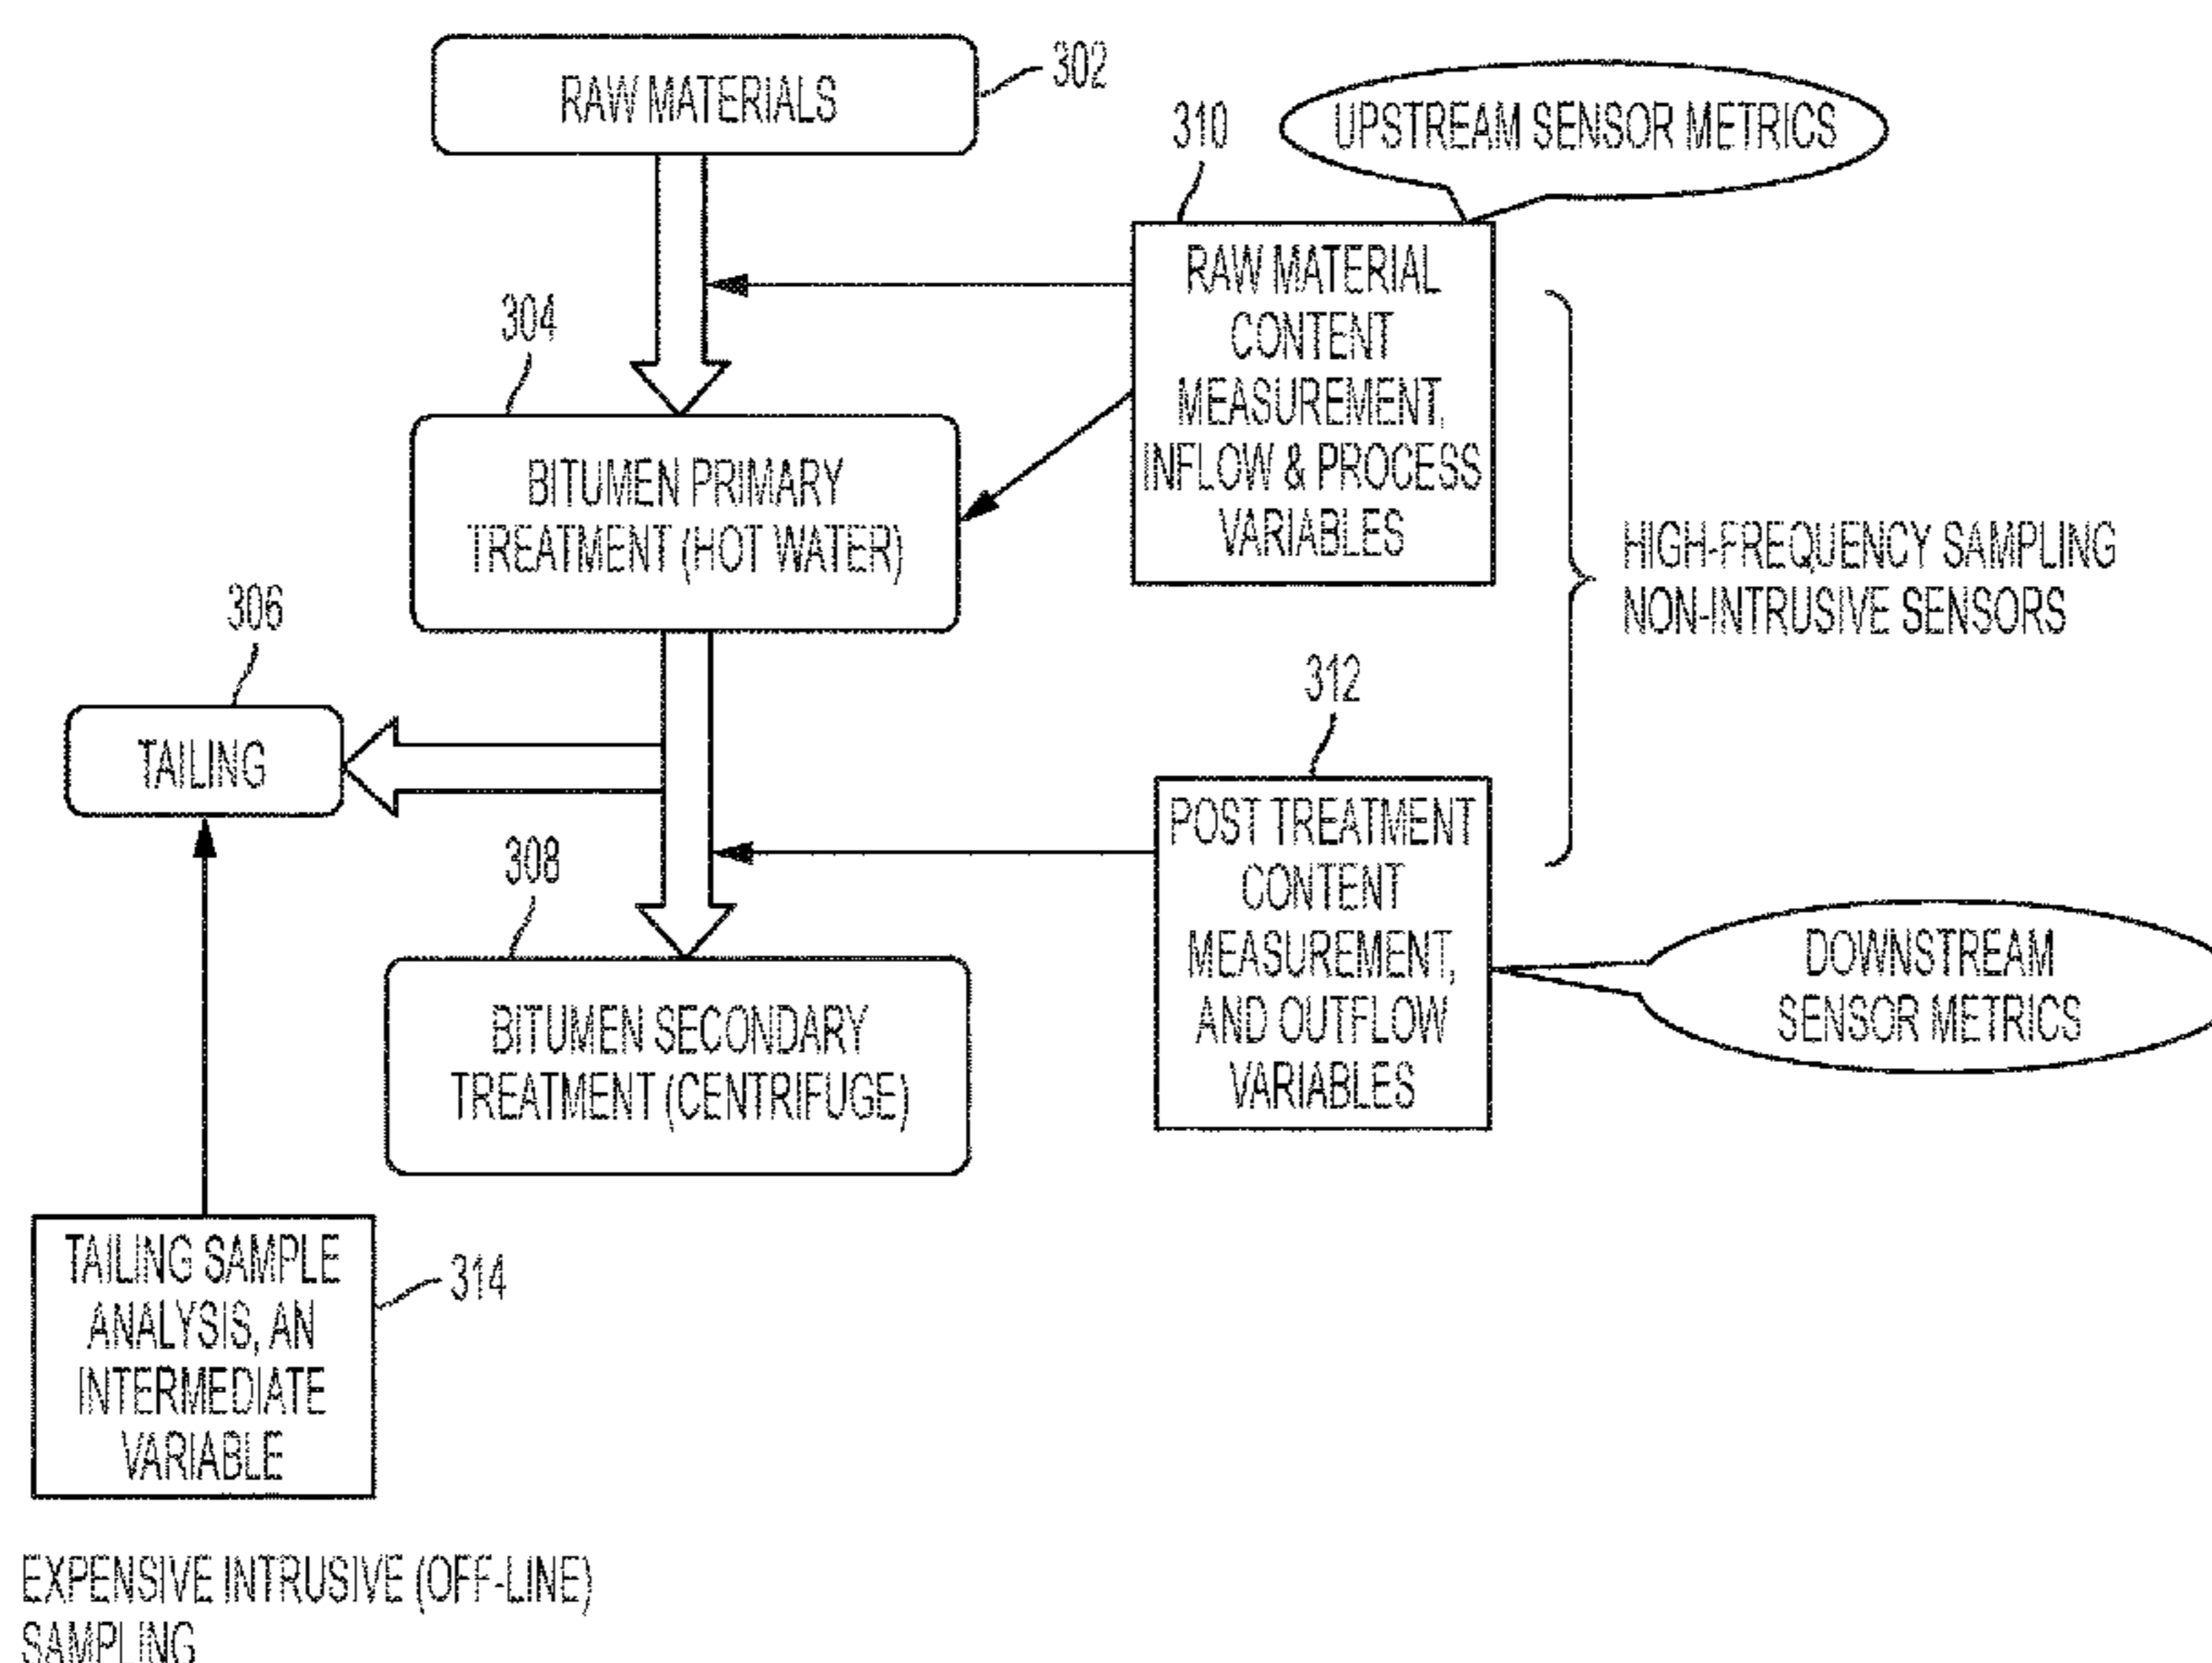 RAW MATERIALS
302
310
UPSTREAM SENSOR METRICS
RAW MATERIAL
CONTENT
MEASUREMENT,
INFLOW & PROCESS
VARIABLES
304
BITUMEN PRIMARY
TREATMENT (HOT WATER)
HIGH-FREQUENCY SAMPLING
NON-INTRUSIVE SENSORS
306
TAILING
312
POST TREATMENT
CONTENT
MEASUREMENT,
AND OUTFLOW
VARIABLES
308
BITUMEN SECONDARY
TREATMENT (CENTRIFUGE)
DOWNSTREAM
SENSOR METRICS
TAILING SAMPLE
ANALYSIS, AN
INTERMEDIATE
VARIABLE
314
EXPENSIVE INTRUSIVE (OFF-LINE)
SAMPLING